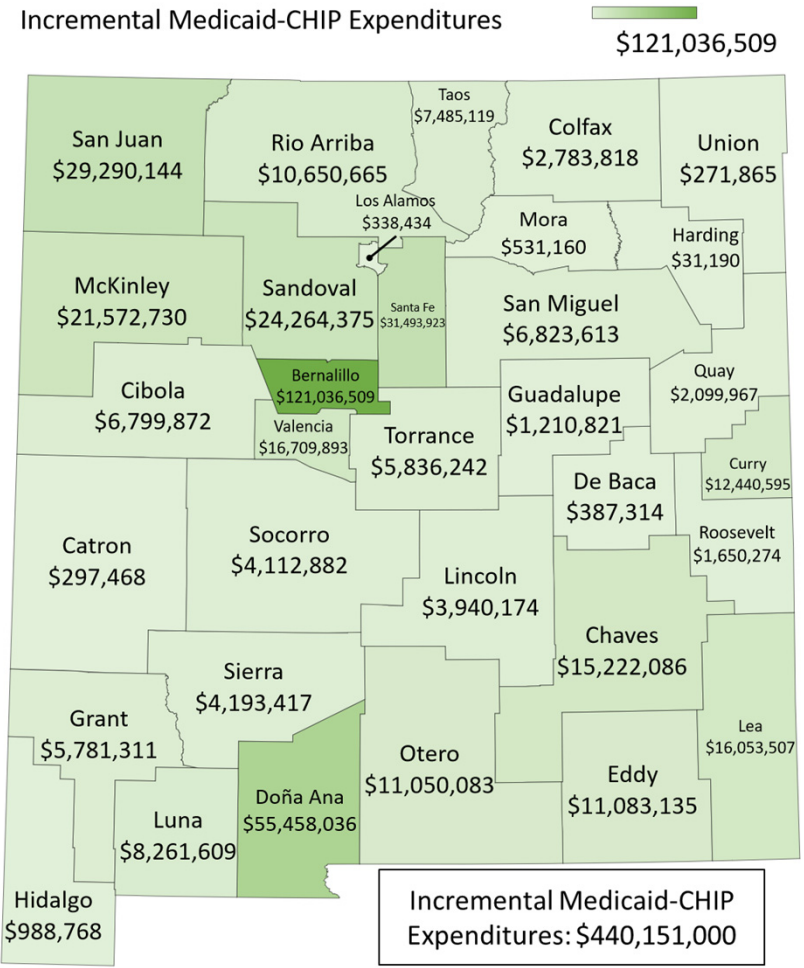 Incremental Medicaid-CHIP Expenditures
$121,036,509
San Juan
$29,290,144
Rio Arriba
$10,650,665
Taos
$7,485,119
Colfax
$2,783,818
Union
$271,865
Los Alamos
$338,434
Mora
$531,160
Harding
$31,190
McKinley
$21,572,730
Sandoval
$24,264,375
Santa Fe
$31,493,923
San Miguel
$6,823,613
Cibola
$6,799,872
Bernalillo
$121,036,509
Valencia
$16,709,893
Torrance
$5,836,242
Guadalupe
$1,210,821
Quay
$2,099,967
Curry
$12,440,595
De Baca
$387,314
Roosevelt
$1,650,274
Catron
$297,468
Socorro
$4,112,882
Lincoln
$3,940,174
Chaves
$15,222,086
Sierra
$4,193,417
Grant
$5,781,311
Otero
$11,050,083
Lea
$16,053,507
Eddy
$11,083,135
Doña Ana
$55,458,036
Luna
$8,261,609
Hidalgo
$988,768
Incremental Medicaid-CHIP
Expenditures: $440,151,000